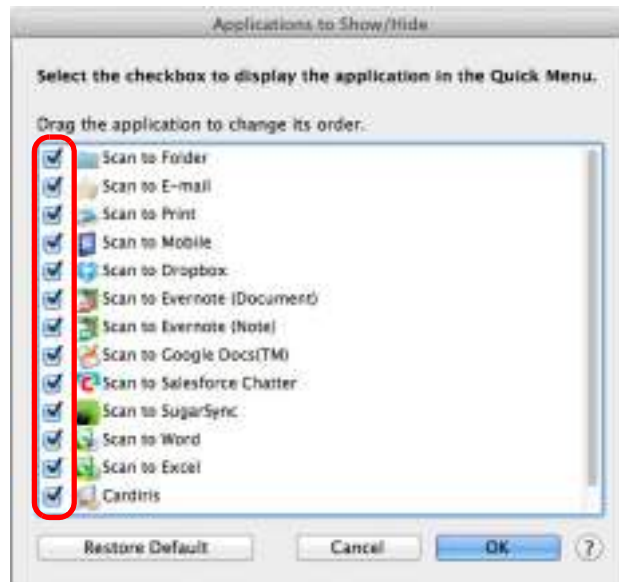 Applications to Show/Hide
Select the checkbox to display the application in the Quick Menu.
Drag the application to change its order.
Scan to Folder
Scan to E-mail
Scan to Print
Scan to Mobile
Scan to Dropbox
Scan to Evernote (Document)
Scan to Evernote (Note)
Scan to Google Docs(TM)
Scan to Salesforce Chatter
Scan to SugarSync
Scan to Word
Scan to Excel
Cardiris
Restore Default Cancel OK ?